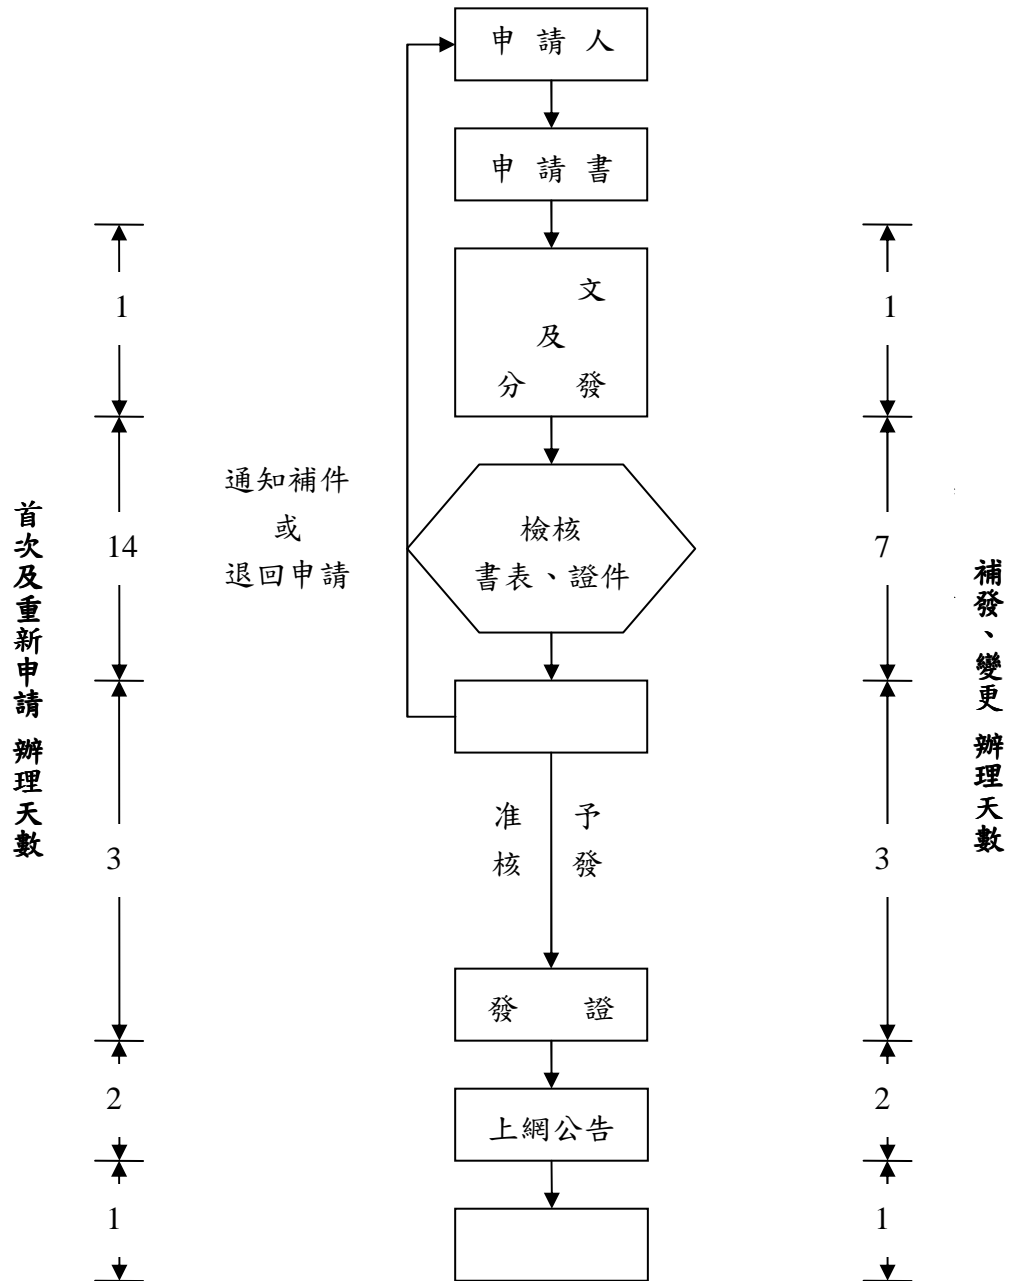 申請人
申請書
1
文
及
分發
1
通知補件
或
退回申請
檢核
書表、證件
14
7
首次及重新申請 辦理天數
補發、變更 辦理天數
准予
核發
3
3
發證
2
上網公告
2
1
1